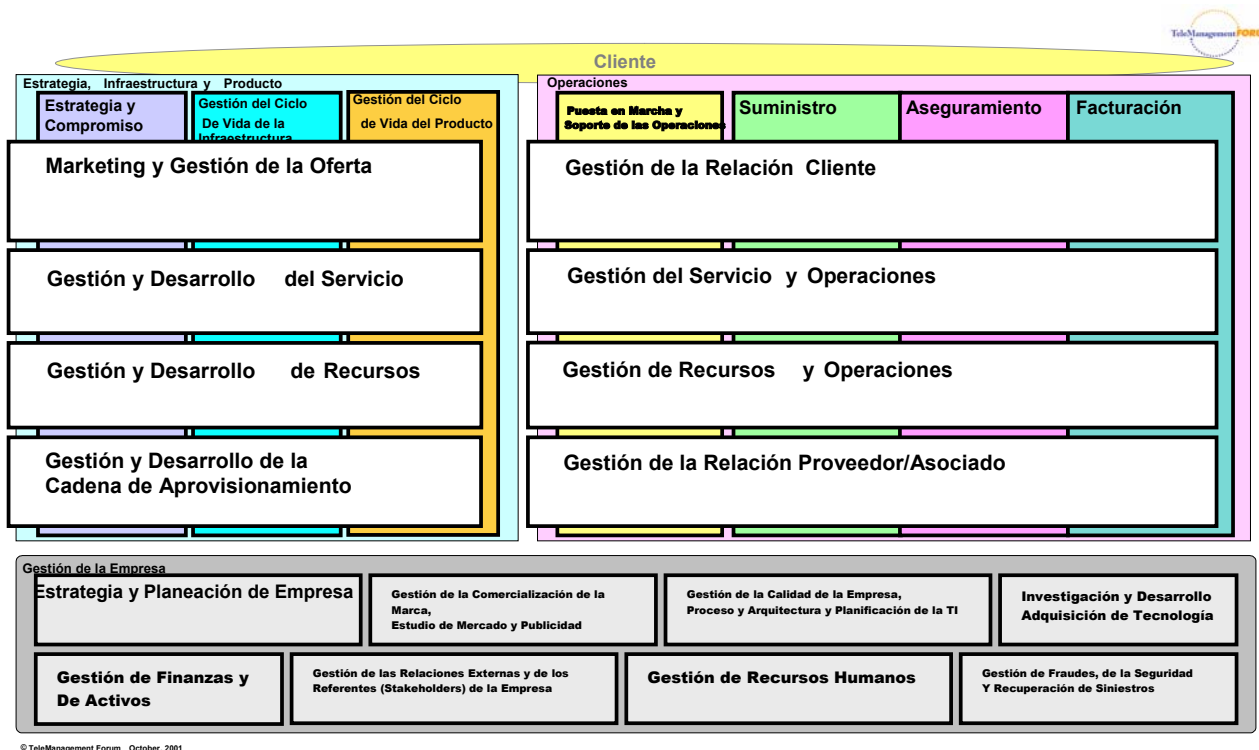 TeleManagement FORUM
Cliente
Estrategia, Infraestructura y Producto
Estrategia y
Compromiso
Gestión del Ciclo
De Vida de la
Infraestructura
Gestión del Ciclo
de Vida del Producto
Marketing y Gestión de la Oferta
Gestión y Desarrollo del Servicio
Gestión y Desarrollo de Recursos
Gestión y Desarrollo de la
Cadena de Aprovisionamiento
Operaciones
Puesta en Marcha y
Soporte de las Operaciones
Suministro
Aseguramiento
Facturación
Gestión de la Relación Cliente
Gestión del Servicio y Operaciones
Gestión de Recursos y Operaciones
Gestión de la Relación Proveedor/Asociado
Gestión de la Empresa
Estrategia y Planeación de Empresa
Gestión de la Comercialización de la
Marca,
Estudio de Mercado y Publicidad
Gestión de la Calidad de la Empresa,
Proceso y Arquitectura y Planificación de la TI
Investigación y Desarrollo
Adquisición de Tecnología
Gestión de Finanzas y
De Activos
Gestión de las Relaciones Externas y de los
Referentes (Stakeholders) de la Empresa
Gestión de Recursos Humanos
Gestión de Fraudes, de la Seguridad
Y Recuperación de Siniestros
© TeleManagement Forum October, 2001